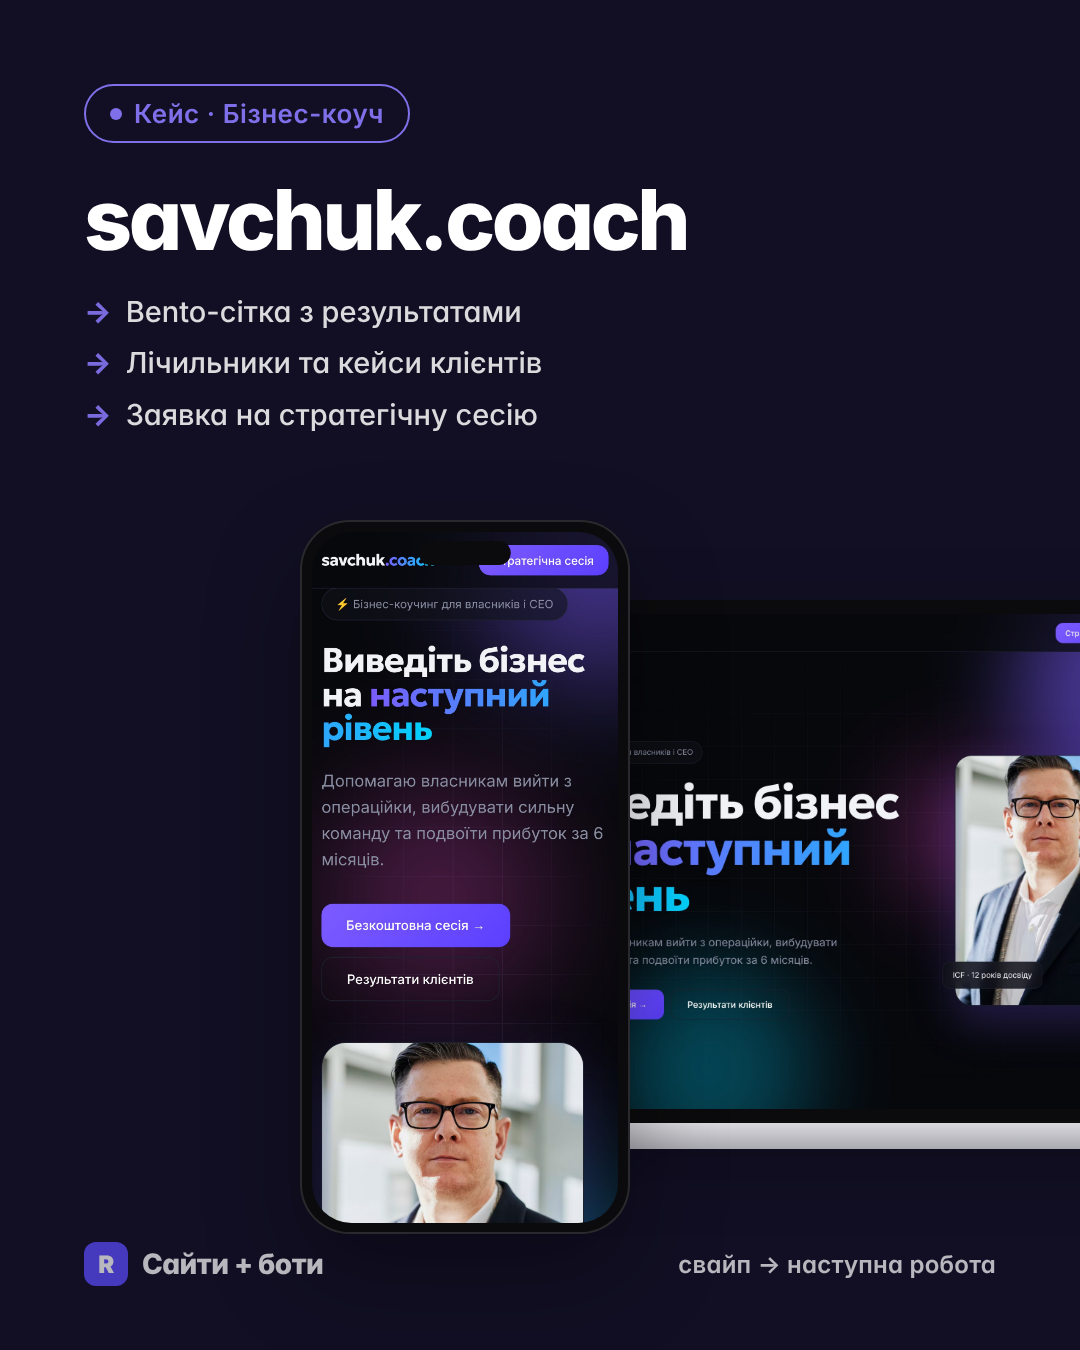 Кейс · Бізнес-коуч
savchuk.coach
→ Bento-сітка з результатами
→ Лічильники та кейси клієнтів
→ Заявка на стратегічну сесію
savchuk.coac
ратегічна сесія
⚡ Бізнес-коучинг для власників і CEO
Виведіть бізнес
на наступний
рівень
Допомагаю власникам вийти з
операційки, вибудувати сильну
команду та подвоїти прибуток за 6
місяців.
Безкоштовна сесія →
Результати клієнтів
Стр
власників і CEO
едіть бізнес
аступний
ень
никам вийти з операційки, вибудувати
та подвоїти прибуток за 6 місяців.
ія →
Результати клієнтів
ICF · 12 років досвіду
R Сайти + боти
свайп → наступна робота